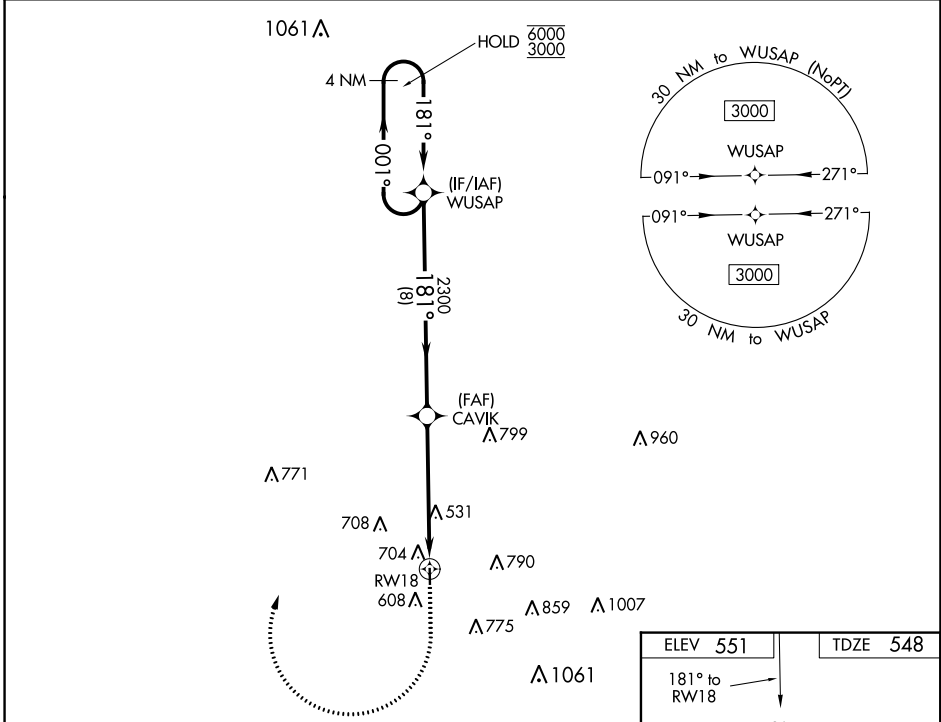 1061
HOLD 6000
3000
4 NM
181°
001°
(IF/IAF)
WUSAP
2300
181°
(8)
(FAF)
CAVIK
799
960
771
531
708
704
790
RW18
608
859
1007
775
1061
30 NM to WUSAP (NoPT)
3000
WUSAP
091°
271°
091°
271°
WUSAP
3000
30 NM to WUSAP
ELEV 551
TDZE 548
181° to
RW18